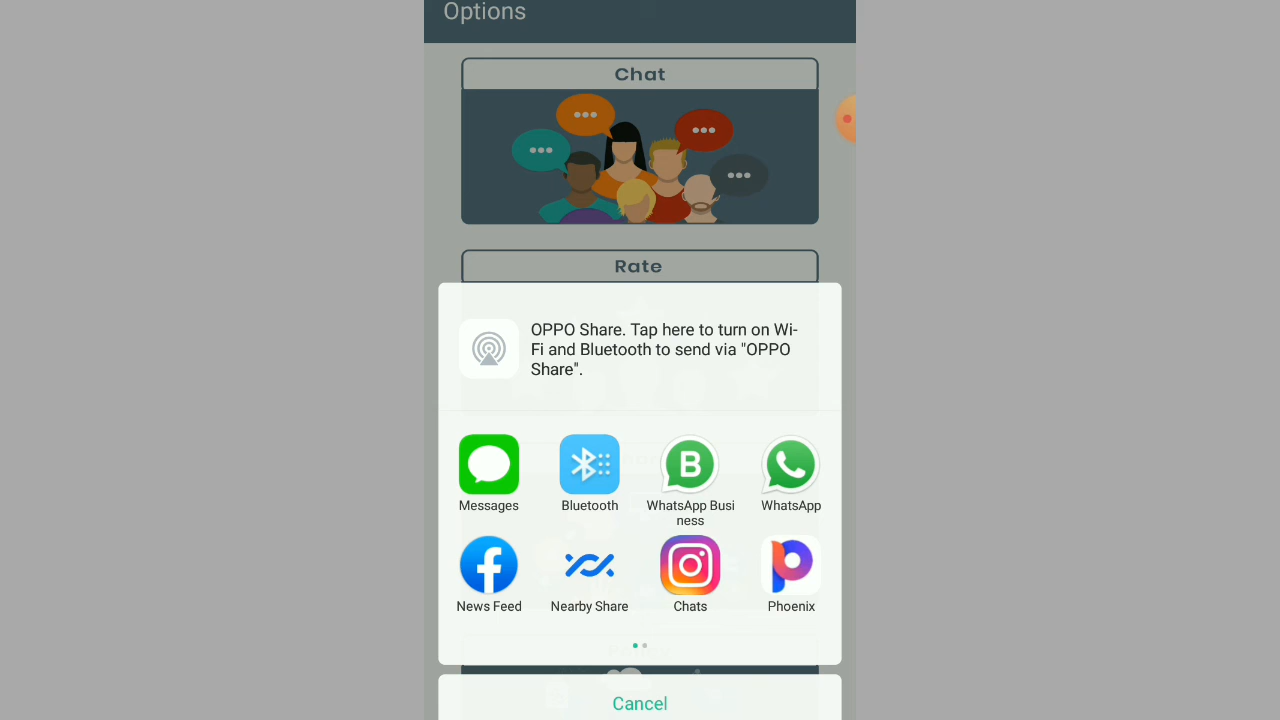 Options
Chat
Rate
OPPO Share. Tap here to turn on Wi-
Fi and Bluetooth to send via "OPPO
Share".
Messages
Bluetooth
WhatsApp Busi
ness
WhatsApp
News Feed
Nearby Share
Chats
Phoenix
Cancel